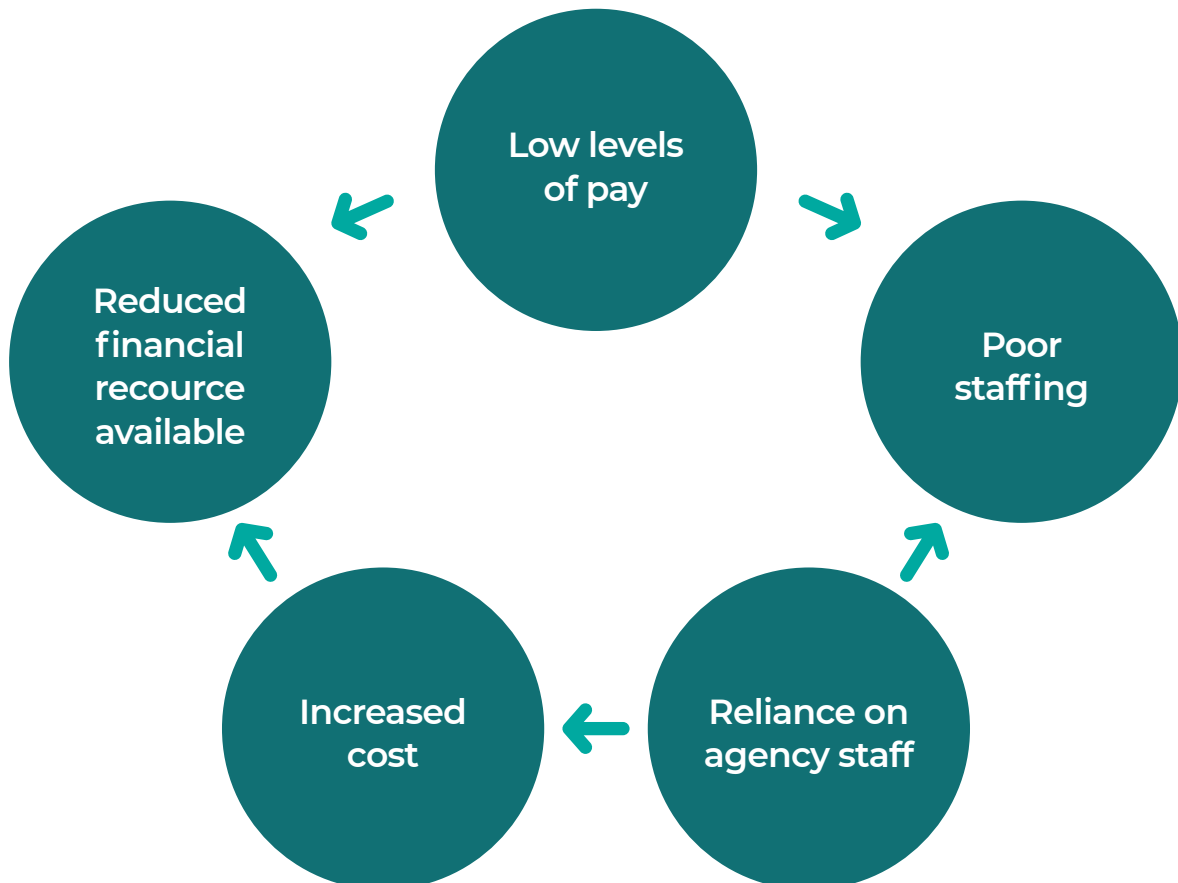 Low levels
of pay
Poor
staffing
Reliance on
agency staff
Increased
cost
Reduced
financial
recource
available